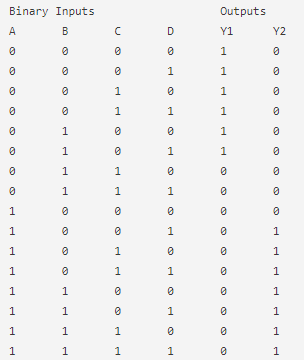 Binary Inputs Outputs
A B C D Y1 Y2
0 0 0 0 1 0
0 0 0 1 1 0
0 0 1 0 1 0
0 0 1 1 1 0
0 1 0 0 1 0
0 1 0 1 1 0
0 1 1 0 0 0
0 1 1 1 0 0
1 0 0 0 0 0
1 0 0 1 0 1
1 0 1 0 0 1
1 0 1 1 0 1
1 1 0 0 0 1
1 1 0 1 0 1
1 1 1 0 0 1
1 1 1 1 0 1